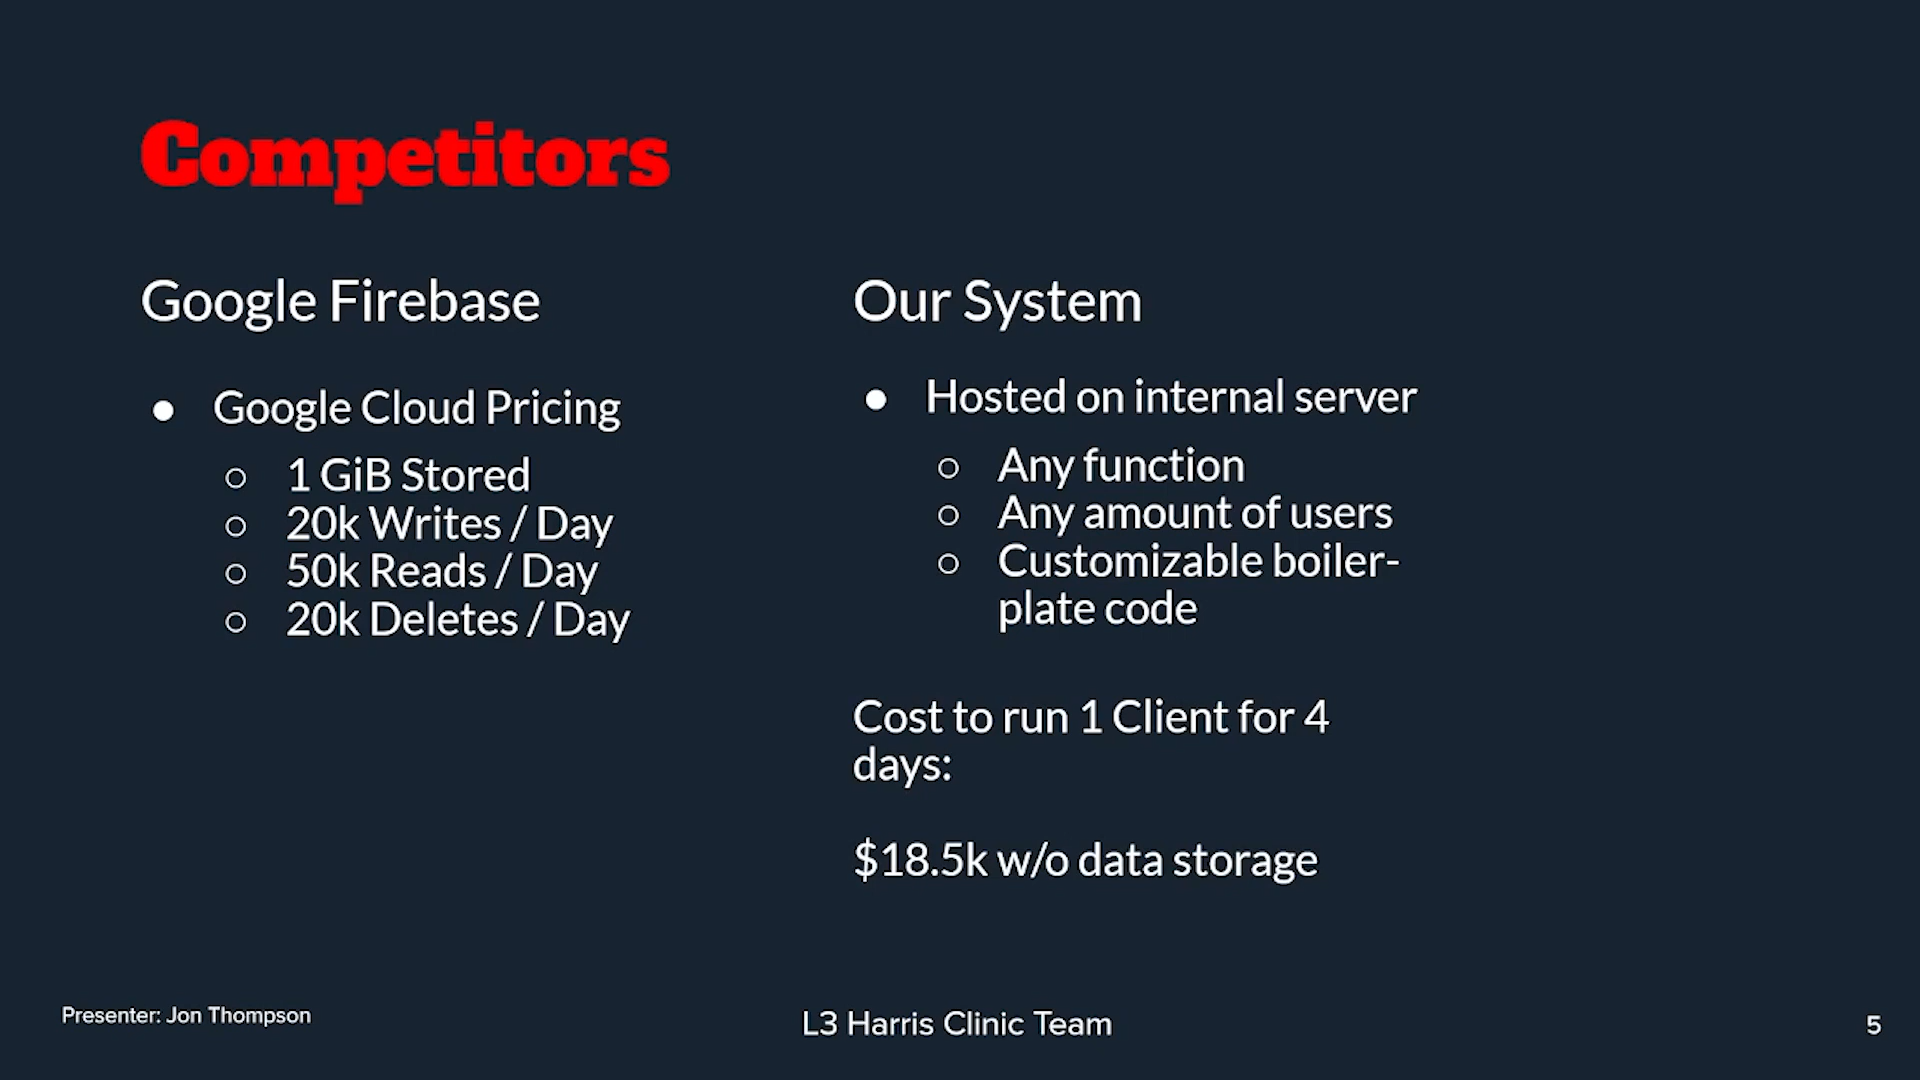 Competitors
Google Firebase
● Google Cloud Pricing
○ 1 GiB Stored
○ 20k Writes / Day
○ 50k Reads / Day
○ 20k Deletes / Day
Our System
● Hosted on internal server
○ Any function
○ Any amount of users
○ Customizable boiler-
plate code
Cost to run 1 Client for 4
days:
$18.5k w/o data storage
Presenter: Jon Thompson
L3 Harris Clinic Team
5